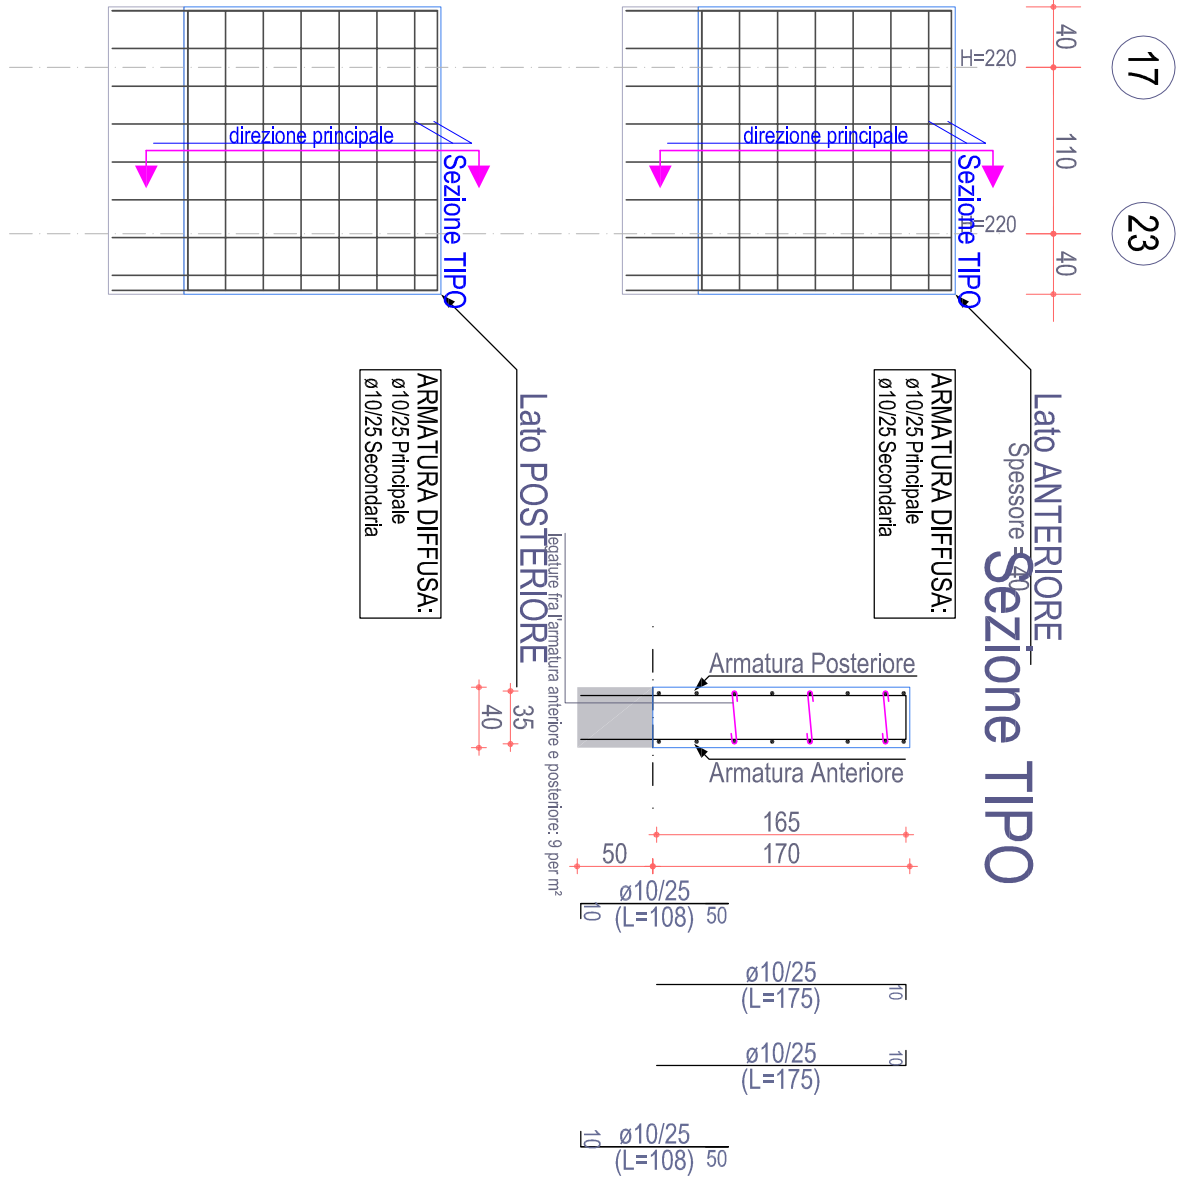 40
17
H=220
direzione principale
direzione principale
110
Sezione TIPO
Sezione TIPO
23
=220
40
ARMATURA DIFFUSA:
ø10/25 Principale
ø10/25 Secondaria
Lato POSTERIORE
ARMATURA DIFFUSA:
ø10/25 Principale
ø10/25 Secondaria
Lato ANTERIORE
Spessore = 40
Sezione TIPO
legature fra l'armatura anteriore e posteriore: 9 per m²
Armatura Posteriore
35
40
Armatura Anteriore
165
50
170
ø10/25
10
(L=108)
50
ø10/25
(L=175)
10
ø10/25
(L=175)
10
10
ø10/25
(L=108)
50